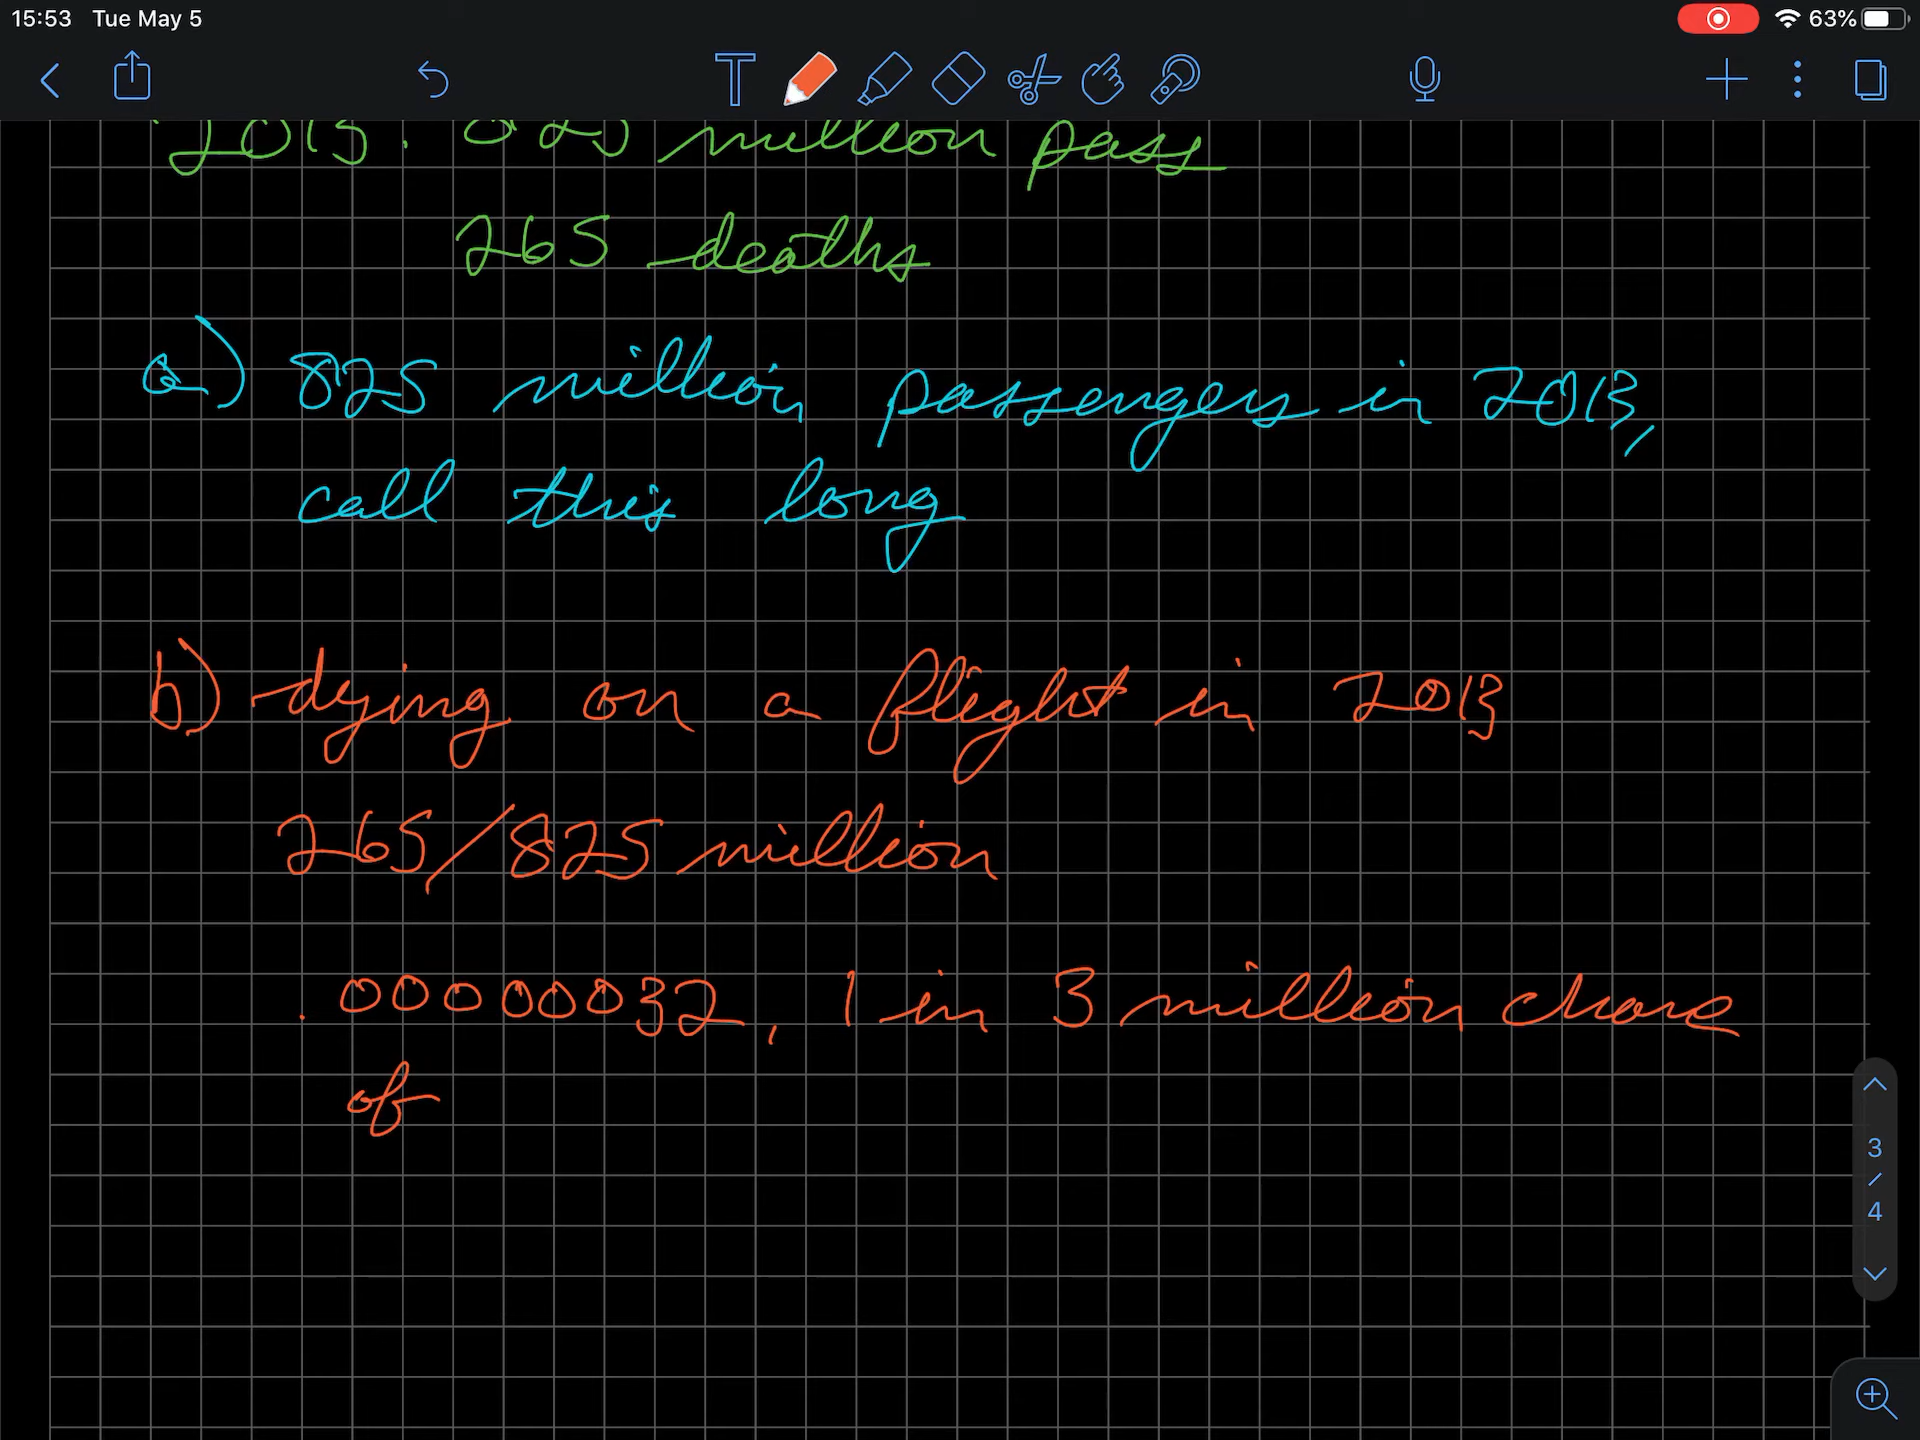 15:53 Tue May 5 63%
2013: 825 million pass
265 deaths
a) 825 million passengers in 2013,
call this long
b) dying on a flight in 2013
265/825 million
.00000032, 1 in 3 million chance
of
3
/
4